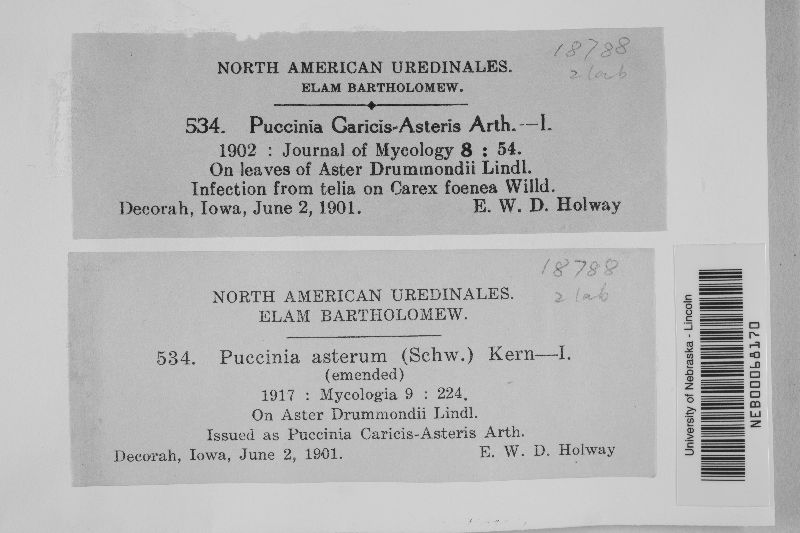 18788
2 lab
NORTH AMERICAN UREDINALES.
ELAM BARTHOLOMEW.
534. Puccinia Caricis-Asteris Arth.—I.
1902 : Journal of Mycology 8 : 54.
On leaves of Aster Drummondii Lindl.
Infection from telia on Carex foenea Willd.
Decorah, Iowa, June 2, 1901. E. W. D. Holway
18788
2 lab
NORTH AMERICAN UREDINALES.
ELAM BARTHOLOMEW.
534. Puccinia asterum (Schw.) Kern—I.
(emended)
1917 : Mycologia 9 : 224.
On Aster Drummondii Lindl.
Issued as Puccinia Caricis-Asteris Arth.
Decorah, Iowa, June 2, 1901. E. W. D. Holway
University of Nebraska - Lincoln
NEB00068170